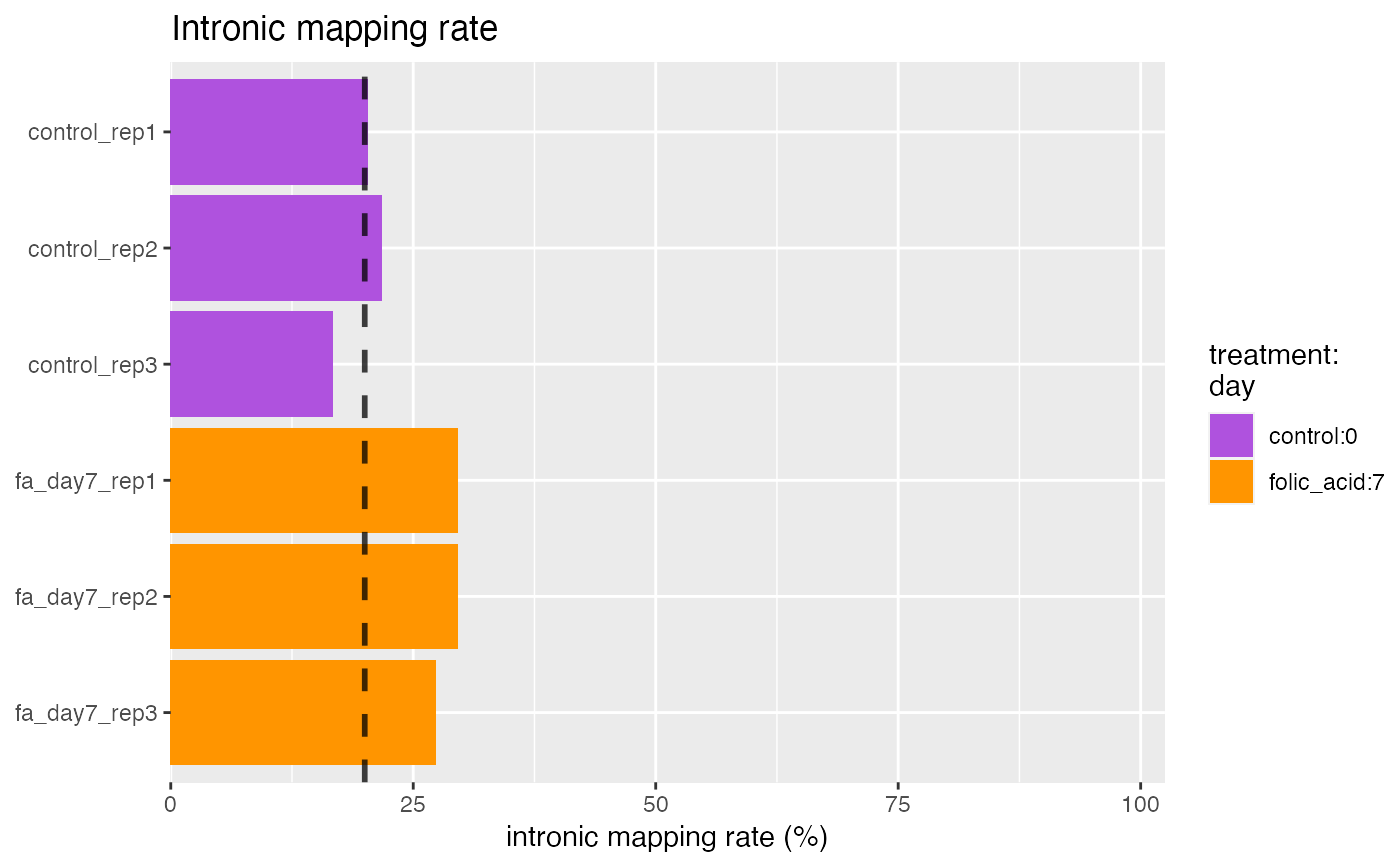 Intronic mapping rate
control_rep1
control_rep2
control_rep3
fa_day7_rep1
fa_day7_rep2
fa_day7_rep3
0 25 50 75 100
intronic mapping rate (%)
treatment:
day
control:0
folic_acid:7